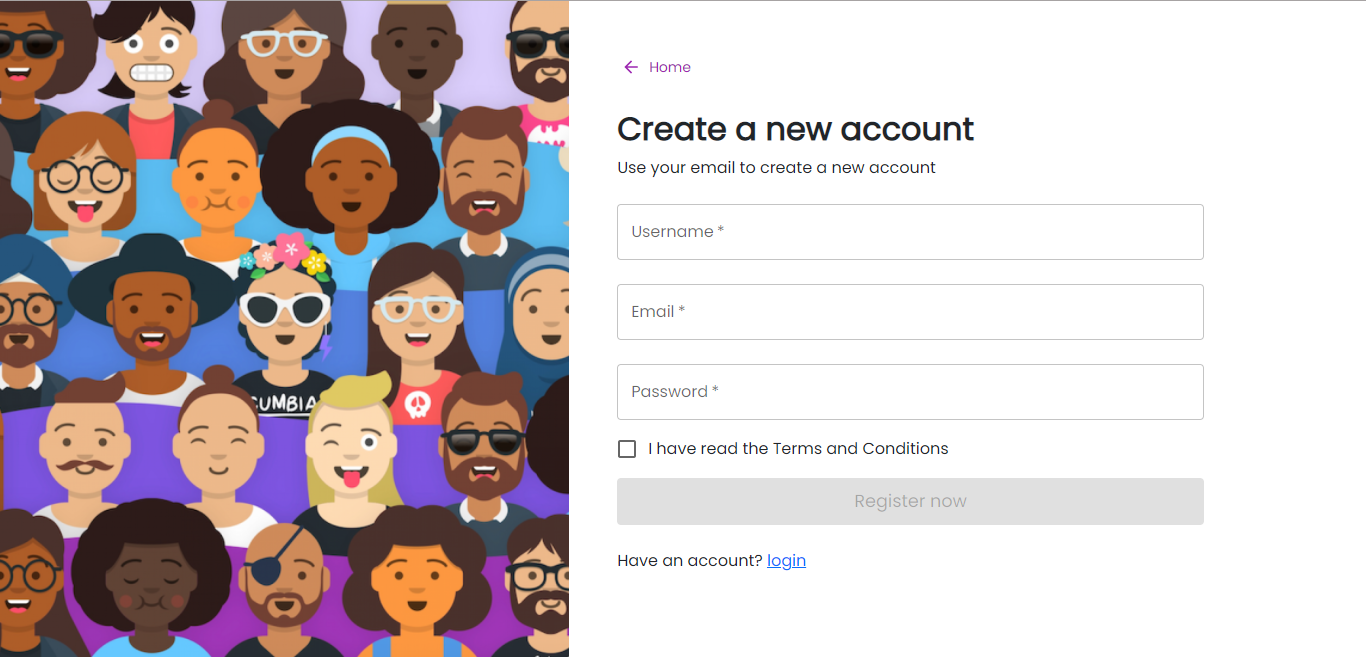 Home
Create a new account
Use your email to create a new account
Username *
Email *
Password *
I have read the Terms and Conditions
Register now
Have an account? login
CUMBIA